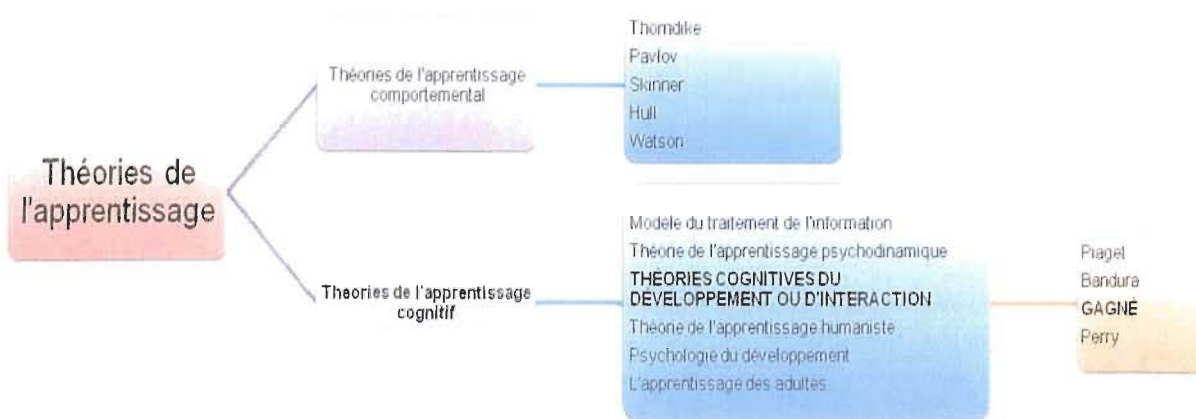 Théories de
l'apprentissage
Théories de l'apprentissage
comportemental
Thorndike
Pavlov
Skinner
Hull
Watson
Théories de l'apprentissage
cognitif
Modèle du traitement de l'information
Théorie de l'apprentissage psychodinamique
THÉORIES COGNITIVES DU
DÉVELOPPEMENT OU D'INTERACTION
Théorie de l'apprentissage humaniste
Psychologie du développement
L'apprentissage des adultes
Piaget
Bandura
GAGNÉ
Perry